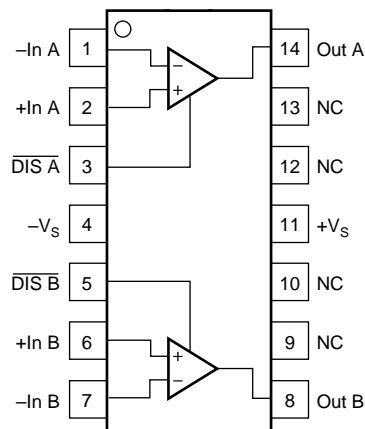 –In A 1 14 Out A
+In A 2 13 NC
DIS A 3 12 NC
–VS 4 11 +VS
DIS B 5 10 NC
+In B 6 9 NC
–In B 7 8 Out B
–
+
+
–